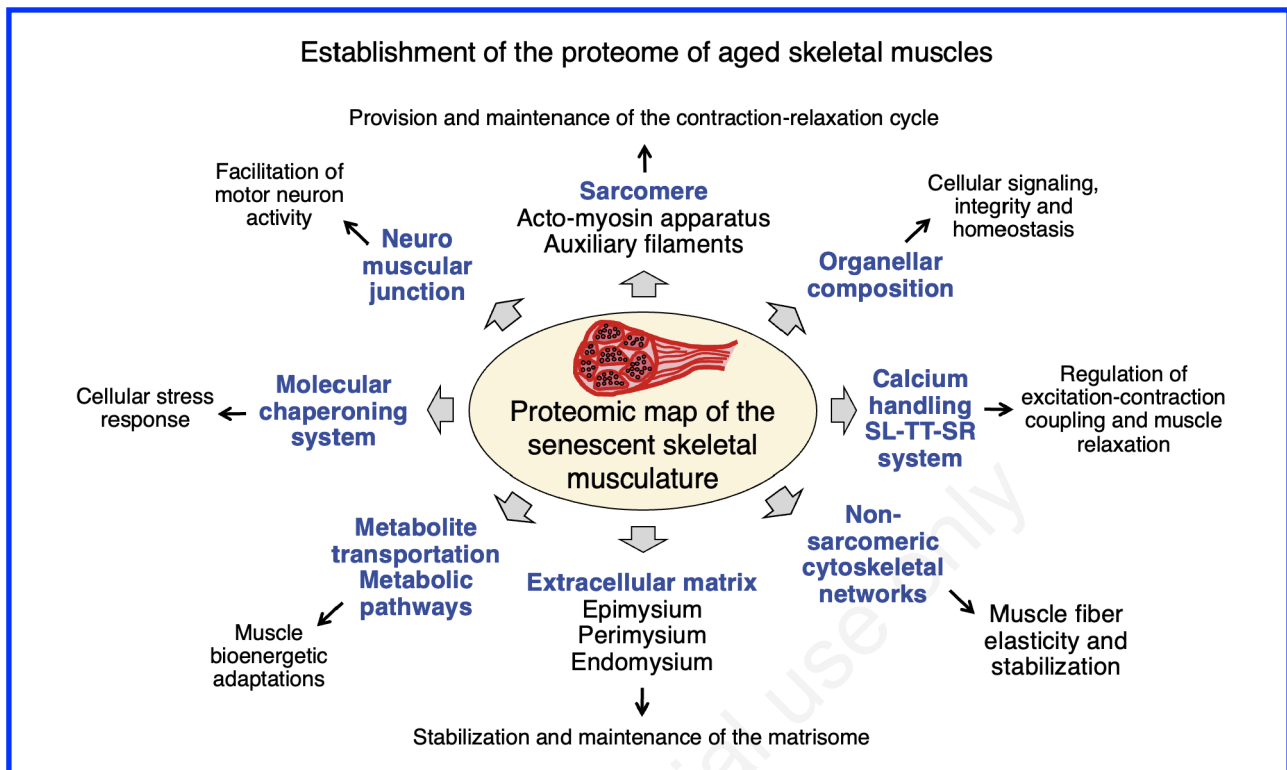 Establishment of the proteome of aged skeletal muscles
Provision and maintenance of the contraction-relaxation cycle
Facilitation of
motor neuron
activity
Neuro
muscular
junction
Sarcomere
Acto-myosin apparatus
Auxiliary filaments
Cellular signaling,
integrity and
homeostasis
Organellar
composition
Cellular stress
response
Molecular
chaperoning
system
Proteomic map of the
senescent skeletal
musculature
Calcium
handling
SL-TT-SR
system
Regulation of
excitation-contraction
coupling and muscle
relaxation
Metabolite
transportation
Metabolic
pathways
Muscle
bioenergetic
adaptations
Extracellular matrix
Epimysium
Perimysium
Endomysium
Stabilization and maintenance of the matrisome
Non-
sarcomeric
cytoskeletal
networks
Muscle fiber
elasticity and
stabilization
ial use only